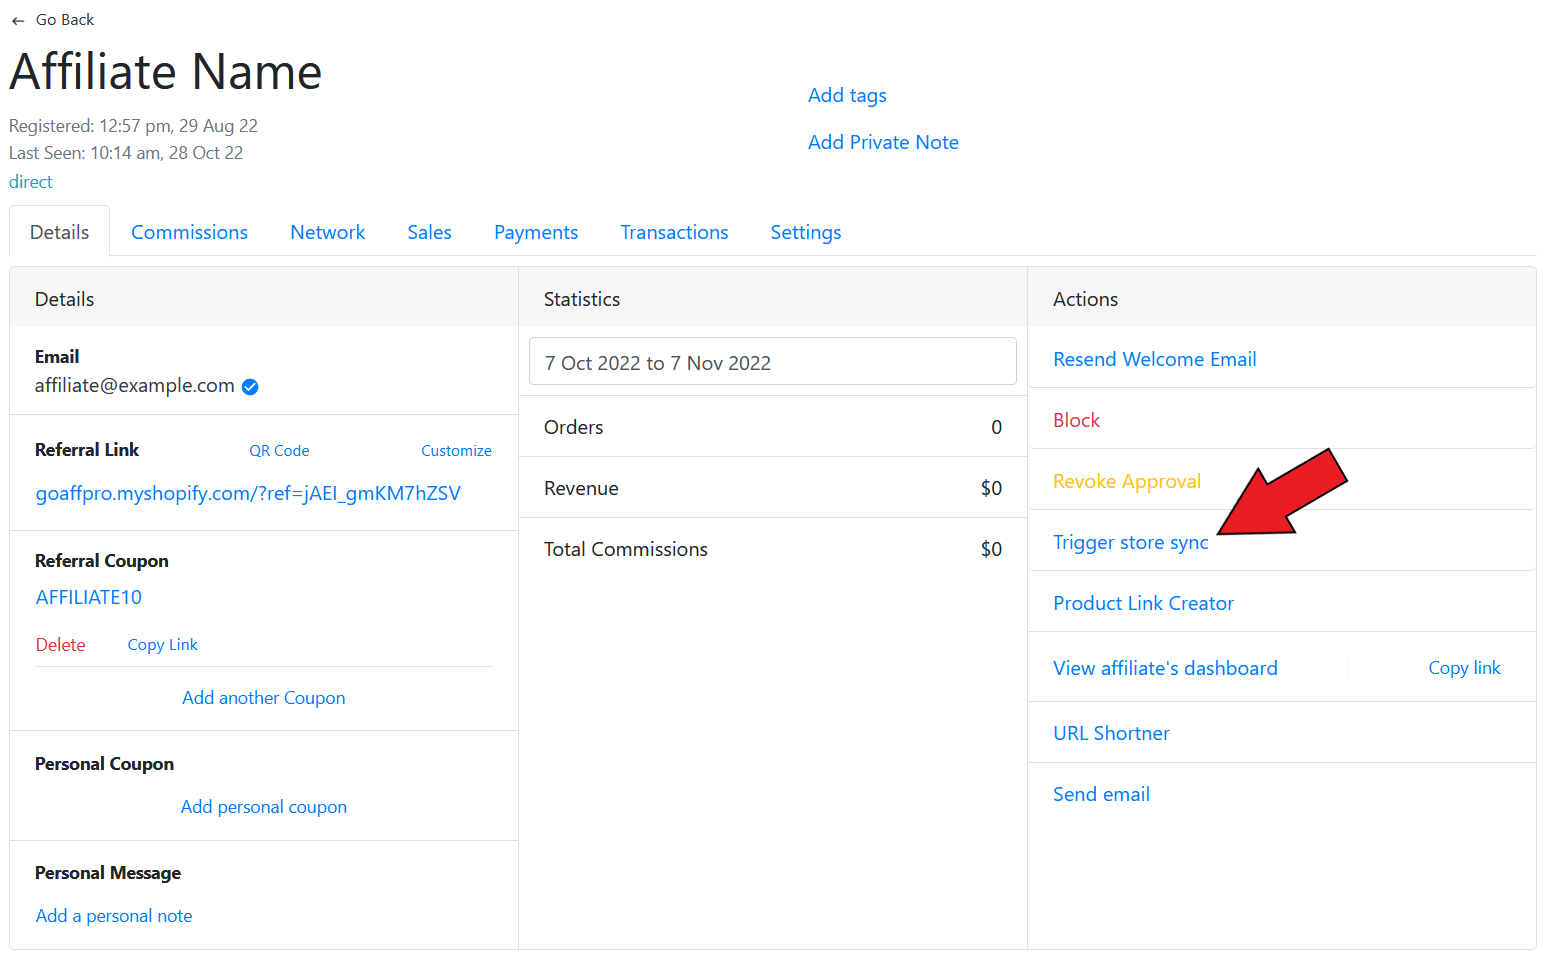 ← Go Back
Affiliate Name
Registered: 12:57 pm, 29 Aug 22
Last Seen: 10:14 am, 28 Oct 22
direct
Add tags
Add Private Note
Details Commissions Network Sales Payments Transactions Settings
Details
Email
affiliate@example.com
Referral Link QR Code Customize
goaffpro.myshopify.com/?ref=jAEI_gmKM7hZSV
Referral Coupon
AFFILIATE10
Delete Copy Link
Add another Coupon
Personal Coupon
Add personal coupon
Personal Message
Add a personal note
Statistics
7 Oct 2022 to 7 Nov 2022
Orders 0
Revenue $0
Total Commissions $0
Actions
Resend Welcome Email
Block
Revoke Approval
Trigger store sync
Product Link Creator
View affiliate's dashboard Copy link
URL Shortner
Send email